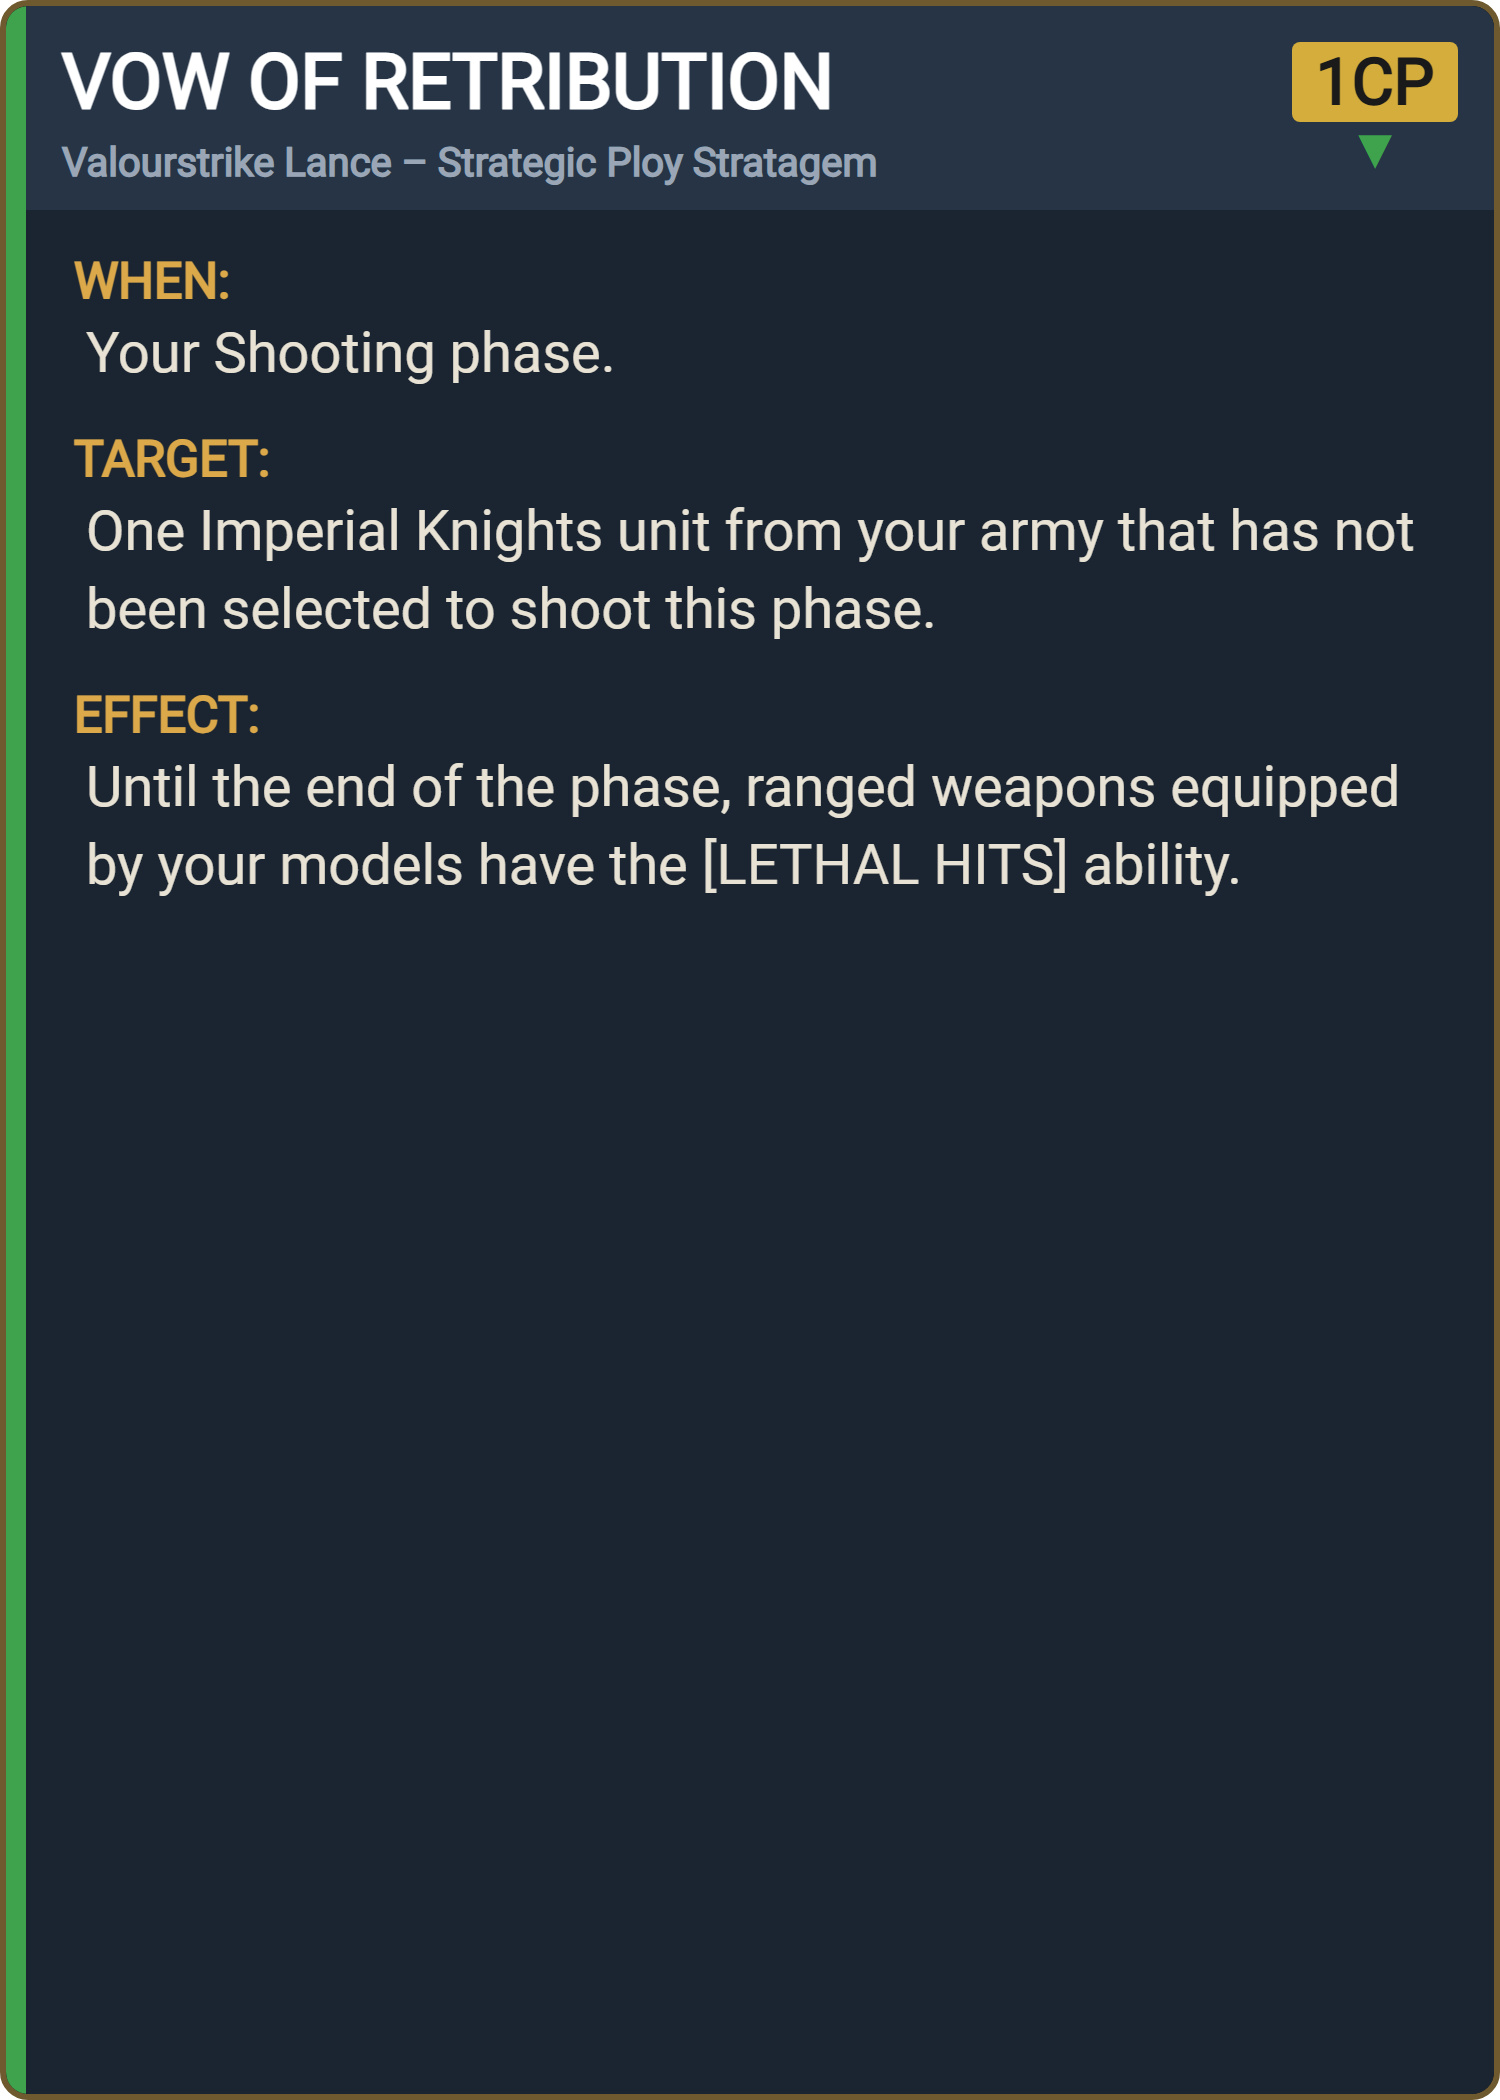 VOW OF RETRIBUTION
1CP
Valourstrike Lance – Strategic Ploy Stratagem
WHEN:
Your Shooting phase.
TARGET:
One Imperial Knights unit from your army that has not
been selected to shoot this phase.
EFFECT:
Until the end of the phase, ranged weapons equipped
by your models have the [LETHAL HITS] ability.